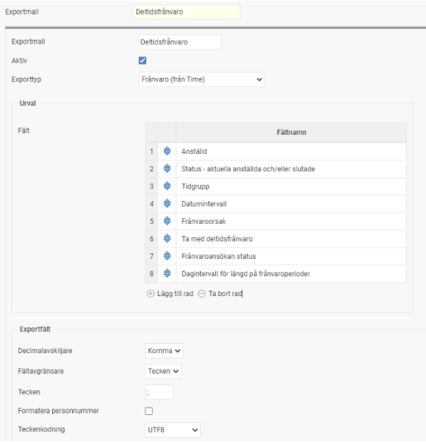 Exportmall Deltidsfrånvaro
Exportmall Deltidsfrånvaro
Aktiv
Exporttyp Frånvaro (från Time)
Urval
Fält
Fältnamn
1 Anställd
2 Status - aktuella anställda och/eller slutade
3 Tidgrupp
4 Datumintervall
5 Frånvaroorsak
6 Ta med deltidsfrånvaro
7 Frånvaroansökan status
8 Dagintervall för längd på frånvaroperioder
Lägg till rad Ta bort rad
Exportfält
Decimalavskiljare Komma
Fältavgränsare Tecken
Tecken ;
Formatera personnummer
Teckenkodning UTF8